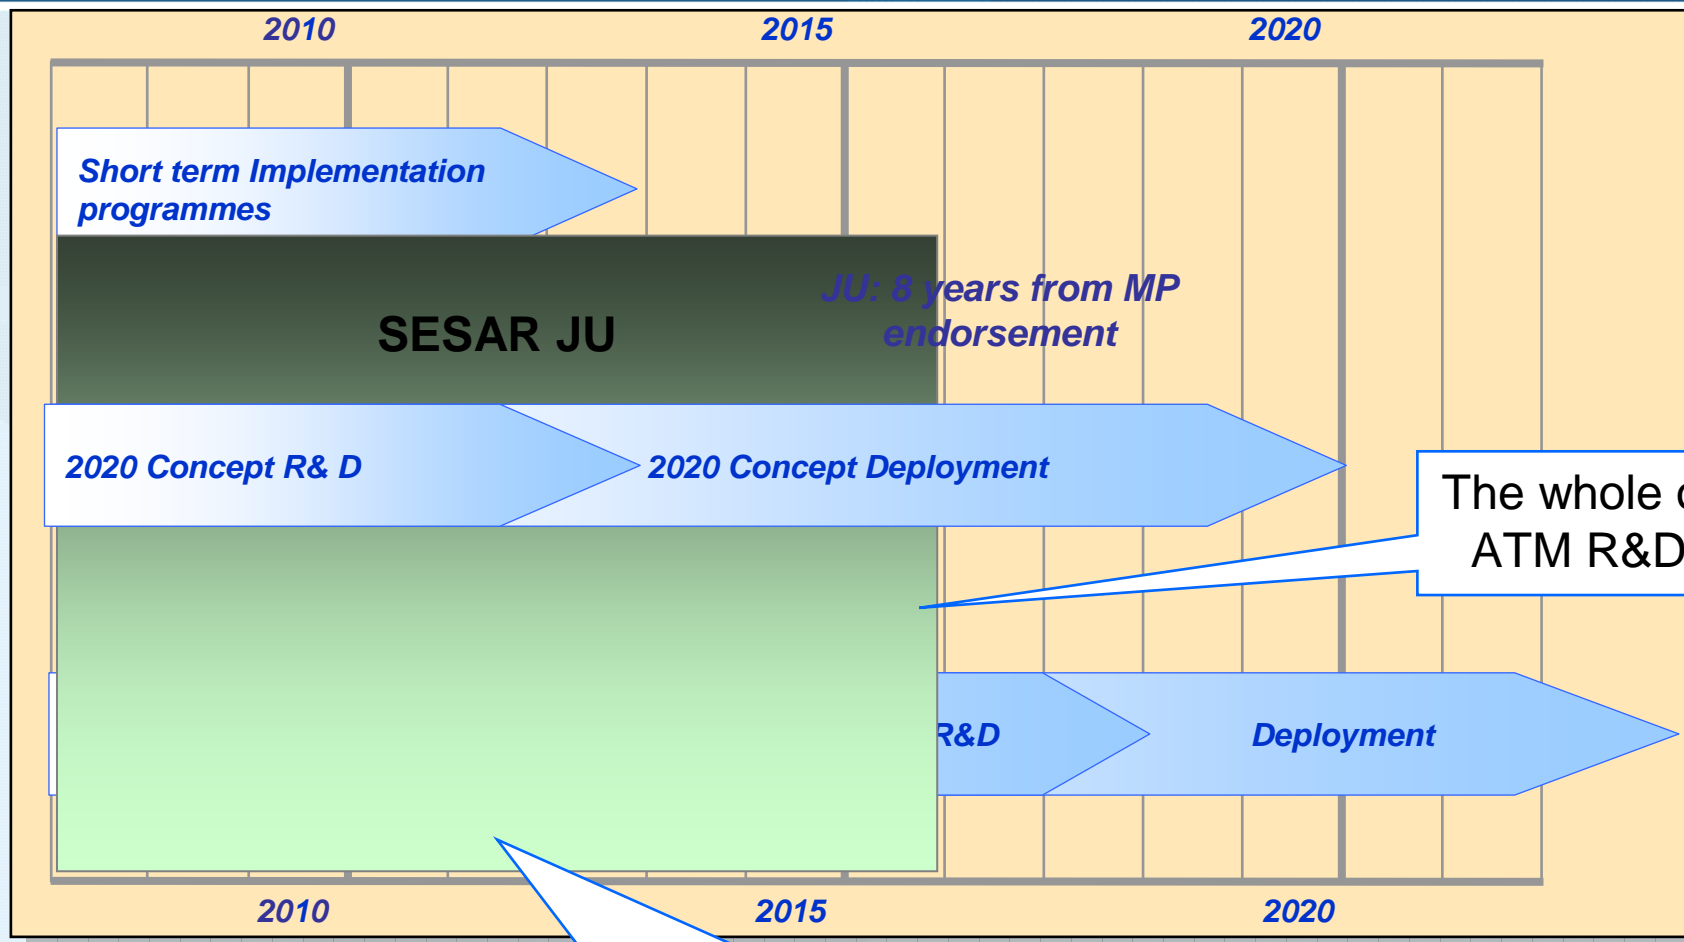 2010 2015 2020
Short term Implementation
programmes
JU: 8 years from MP
endorsement
SESAR JU
2020 Concept R& D
2020 Concept Deployment
The whole
ATM R&D
R&D
Deployment
2010 2015 2020